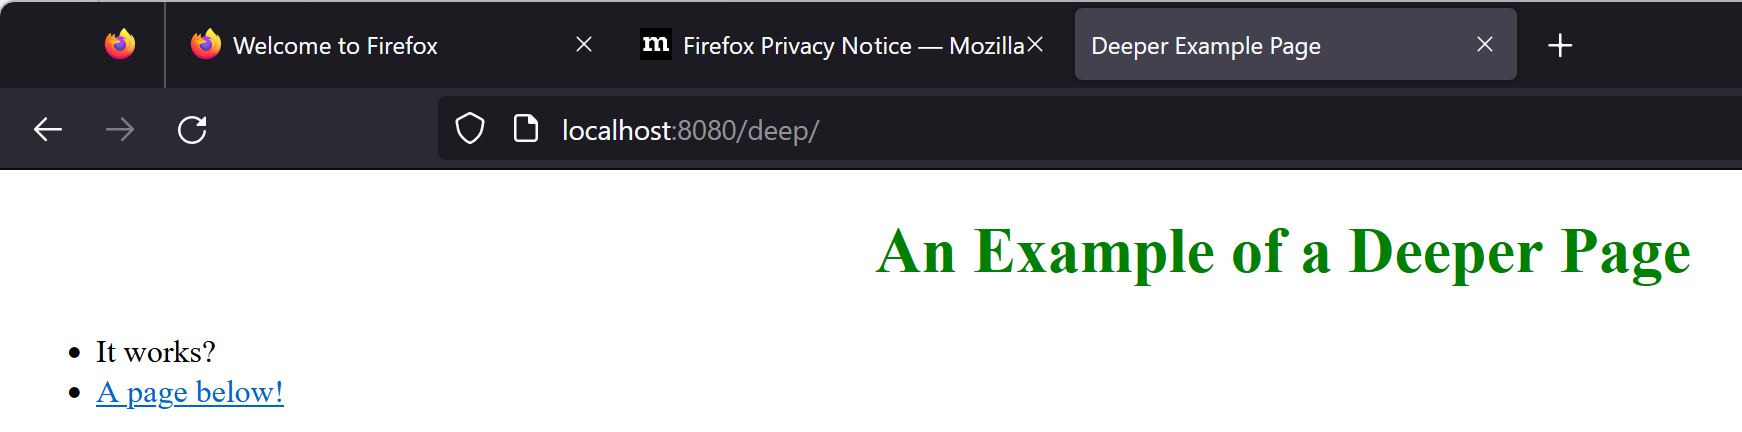 Welcome to Firefox
m Firefox Privacy Notice — Mozilla
Deeper Example Page
localhost:8080/deep/
An Example of a Deeper Page
It works?
A page below!